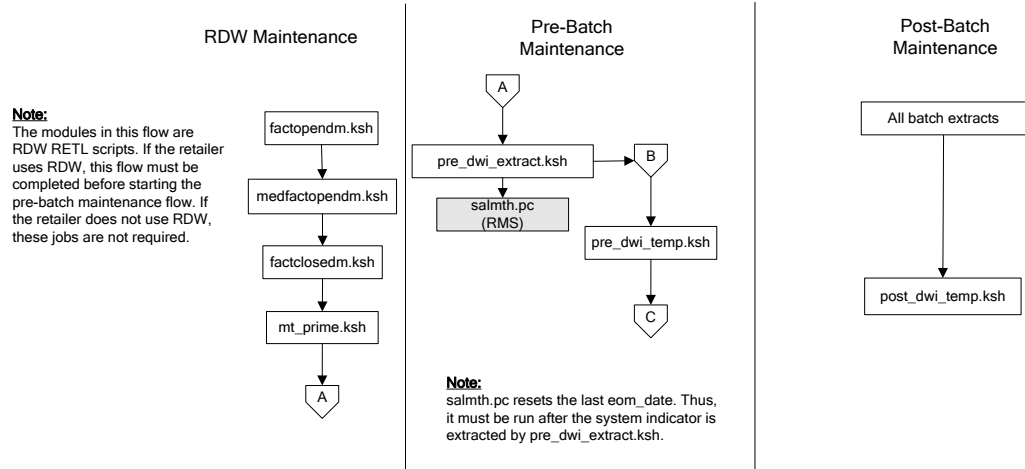 RDW Maintenance
Note:
The modules in this flow are
RDW RETL scripts. If the retailer
uses RDW, this flow must be
completed before starting the
pre-batch maintenance flow. If
the retailer does not use RDW,
these jobs are not required.
factopendm.ksh
medfactopendm.ksh
factclosedm.ksh
mt_prime.ksh
A
Pre-Batch
Maintenance
A
pre_dwi_extract.ksh
B
salmth.pc
(RMS)
pre_dwi_temp.ksh
C
Note:
salmth.pc resets the last eom_date. Thus,
it must be run after the system indicator is
extracted by pre_dwi_extract.ksh.
Post-Batch
Maintenance
All batch extracts
post_dwi_temp.ksh